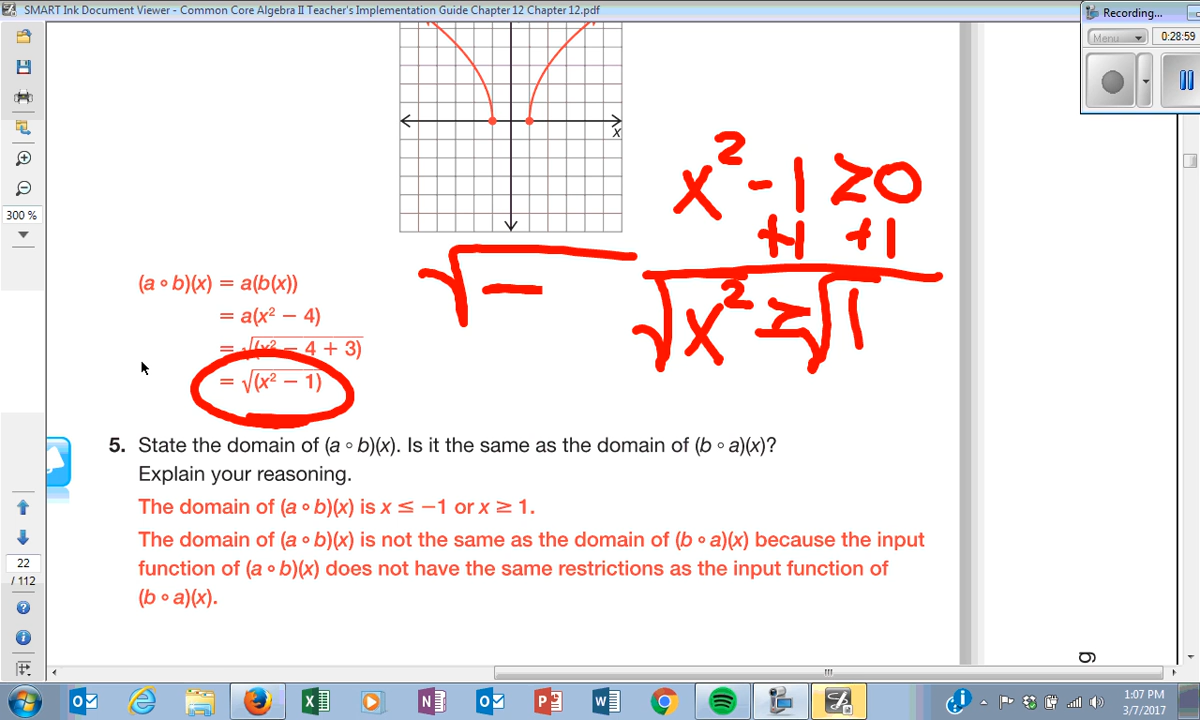 SMART Ink Document Viewer - Common Core Algebra II Teacher's Implementation Guide Chapter 12 Chapter 12.pdf
Recording...
Menu
0:28:59
300 %
x
x² - 1 ≥ 0
+1 +1
√x² ≥ √1
√ —
(a ∘ b)(x) = a(b(x))
= a(x² − 4)
= √(x² − 4 + 3)
= √(x² − 1)
5. State the domain of (a ∘ b)(x). Is it the same as the domain of (b ∘ a)(x)?
Explain your reasoning.
The domain of (a ∘ b)(x) is x ≤ −1 or x ≥ 1.
The domain of (a ∘ b)(x) is not the same as the domain of (b ∘ a)(x) because the input
function of (a ∘ b)(x) does not have the same restrictions as the input function of
(b ∘ a)(x).
22
/ 112
g
1:07 PM
3/7/2017